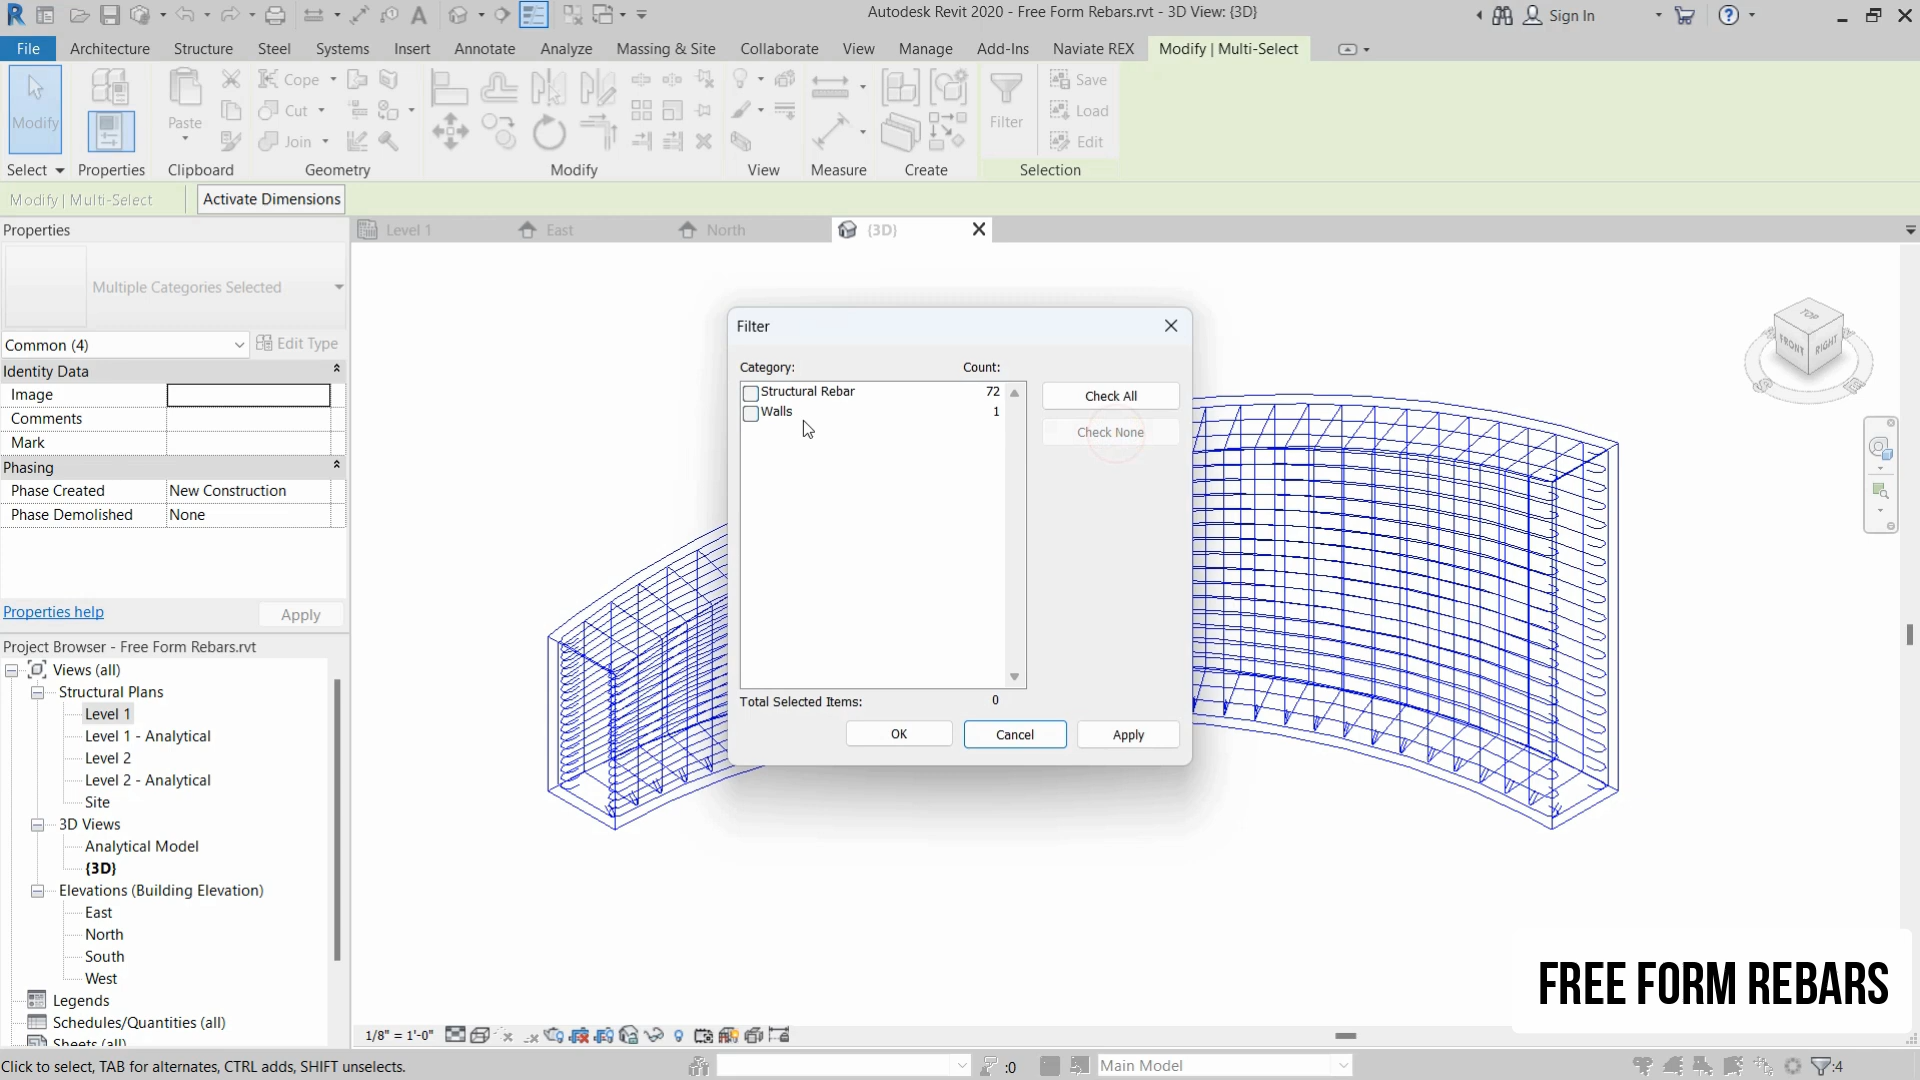 Autodesk Revit 2020 - Free Form Rebars.rvt - 3D View: {3D}
Sign In
File
Architecture
Structure
Steel
Systems
Insert
Annotate
Analyze
Massing & Site
Collaborate
View
Manage
Add-Ins
Naviate REX
Modify | Multi-Select
Modify
Paste
Cope
Cut
Join
Filter
Save
Load
Edit
Select
Properties
Clipboard
Geometry
Modify
View
Measure
Create
Selection
Modify | Multi-Select
Activate Dimensions
Properties
Level 1
East
North
{3D}
Multiple Categories Selected
Common (4)
Edit Type
Identity Data
Image
Comments
Mark
Phasing
Phase Created New Construction
Phase Demolished None
Properties help
Apply
Project Browser - Free Form Rebars.rvt
Views (all)
Structural Plans
Level 1
Level 1 - Analytical
Level 2
Level 2 - Analytical
Site
3D Views
Analytical Model
{3D}
Elevations (Building Elevation)
East
North
South
West
Legends
Schedules/Quantities (all)
Sheets (all)
Filter
Category: Count:
Structural Rebar 72
Walls 1
Check All
Check None
Total Selected Items: 0
OK
Cancel
Apply
TOP
FRONT
RIGHT
FREE FORM REBARS
1/8" = 1'-0"
Click to select, TAB for alternates, CTRL adds, SHIFT unselects.
:0
Main Model
:4